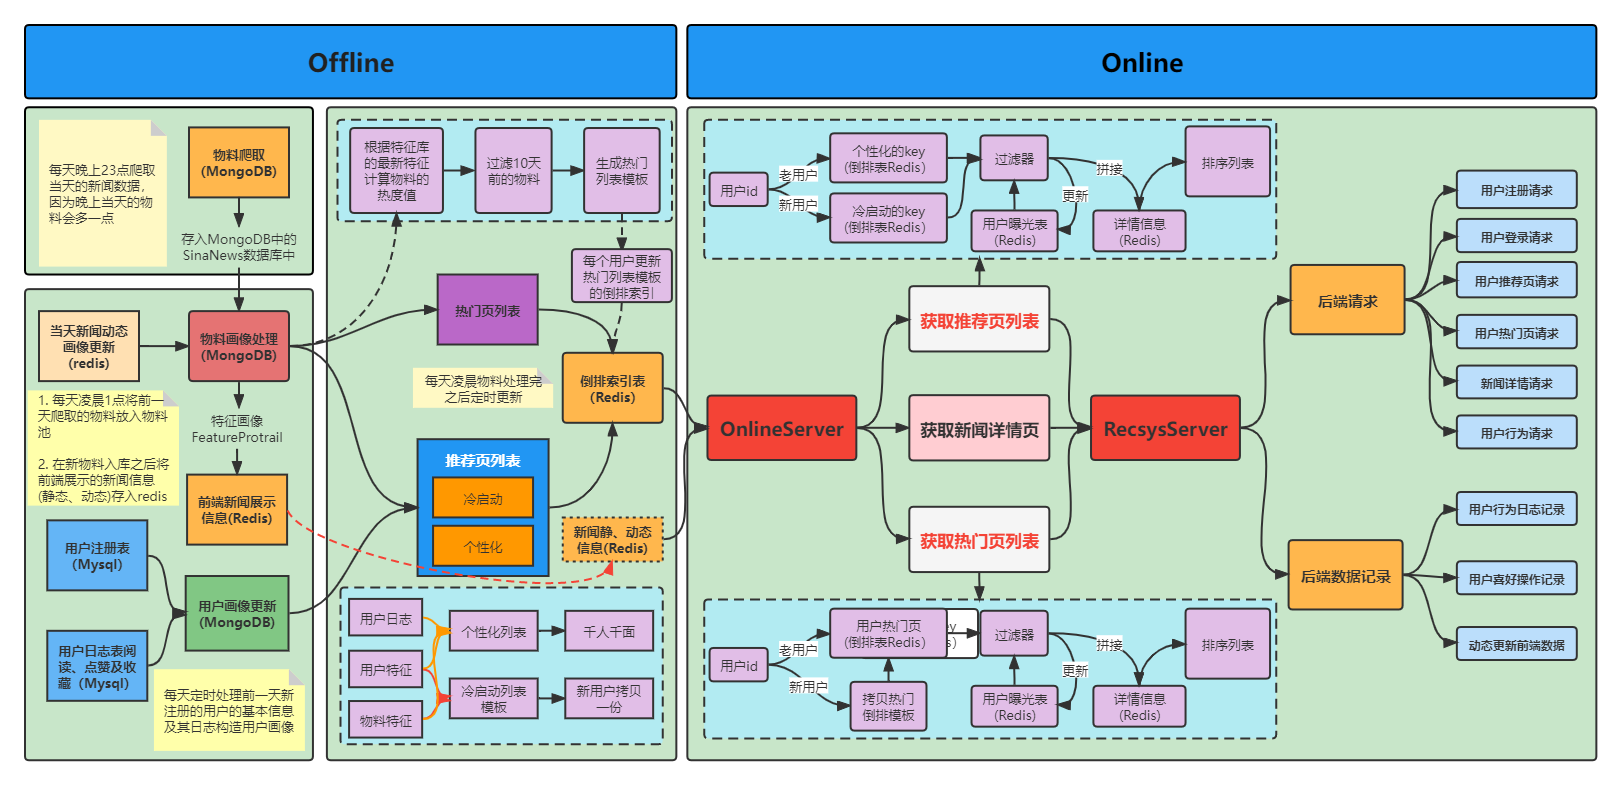 Offline
Online
每天晚上23点爬取
当天的新闻数据,
因为晚上当天的物
料会多一点
物料爬取
(MongoDB)
存入MongoDB中的
SinaNews数据库中
当天新闻动态
画像更新
(redis)
物料画像处理
(MongoDB)
1. 每天凌晨1点将前一
天爬取的物料放入物料
池
2. 在新物料入库之后将
前端展示的新闻信息
(静态、动态)存入redis
特征画像
FeatureProtrail
前端新闻展示
信息(Redis)
用户注册表
(Mysql)
用户画像更新
(MongoDB)
用户日志表阅
读、点赞及收
藏（Mysql）
每天定时处理前一天新
注册的用户的基本信息
及其日志构造用户画像
根据特征库
的最新特征
计算物料的
热度值
过滤10天
前的物料
生成热门
列表模板
每个用户更新
热门列表模板
的倒排索引
热门页列表
每天凌晨物料处理完
之后定时更新
倒排索引表
(Redis)
推荐页列表
冷启动
个性化
新闻静、动态
信息(Redis)
用户日志
用户特征
物料特征
个性化列表
千人千面
冷启动列表
模板
新用户拷贝
一份
用户id
老用户
新用户
个性化的key
(倒排表Redis)
冷启动的key
(倒排表Redis)
过滤器
用户曝光表
(Redis)
更新
拼接
详情信息
(Redis)
排序列表
OnlineServer
获取推荐页列表
获取新闻详情页
获取热门页列表
RecsysServer
用户id
老用户
新用户
用户热门页
(倒排表Redis)
拷贝热门
倒排模板
过滤器
用户曝光表
(Redis)
更新
拼接
详情信息
(Redis)
排序列表
后端请求
用户注册请求
用户登录请求
用户推荐页请求
用户热门页请求
新闻详情请求
用户行为请求
后端数据记录
用户行为日志记录
用户喜好操作记录
动态更新前端数据